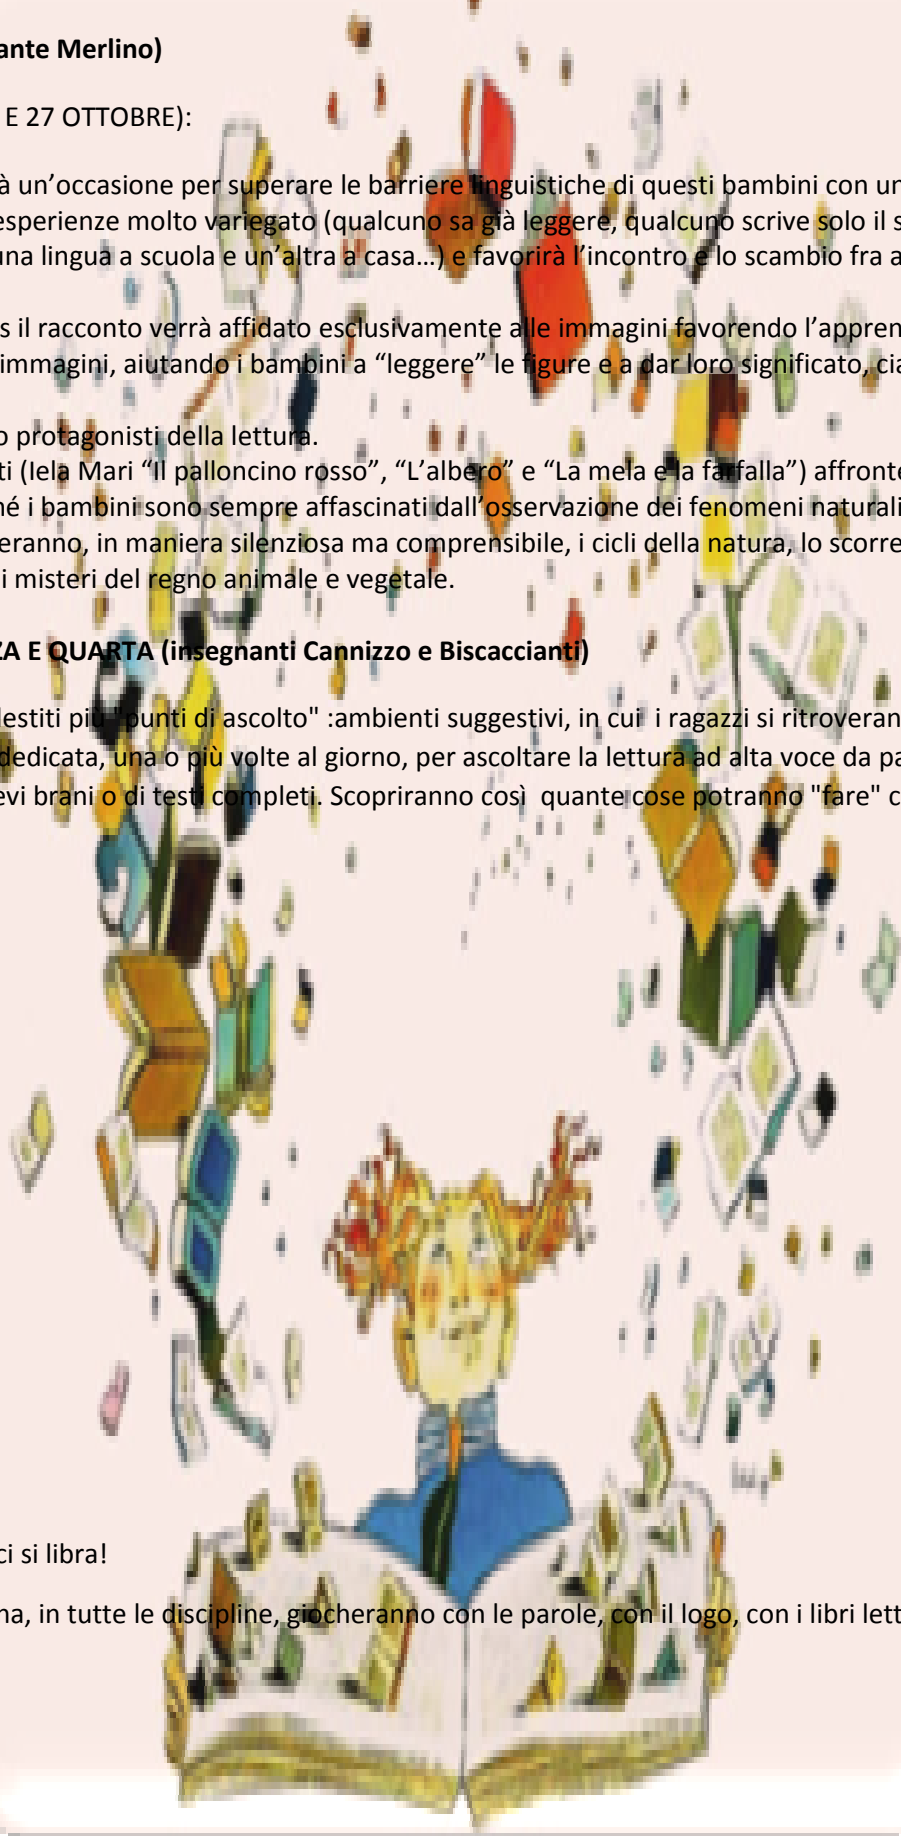 ante Merlino)
E 27 OTTOBRE):
à un’occasione per superare le barriere linguistiche di questi bambini con un
esperienze molto variegato (qualcuno sa già leggere, qualcuno scrive solo il s
una lingua a scuola e un’altra a casa…) e favorirà l’incontro e lo scambio fra a
s il racconto verrà affidato esclusivamente alle immagini favorendo l’appren
immagini, aiutando i bambini a “leggere” le figure e a dar loro significato, cia
o protagonisti della lettura.
ti (Iela Mari “Il palloncino rosso”, “L’albero” e “La mela e la farfalla”) affronte
né i bambini sono sempre affascinati dall’osservazione dei fenomeni naturali
eranno, in maniera silenziosa ma comprensibile, i cicli della natura, lo scorre
i misteri del regno animale e vegetale.
ZA E QUARTA (insegnanti Cannizzo e Biscaccianti)
lestiti più "punti di ascolto" :ambienti suggestivi, in cui i ragazzi si ritroveran
dedicata, una o più volte al giorno, per ascoltare la lettura ad alta voce da pa
evi brani o di testi completi. Scopriranno così quante cose potranno "fare" c
ci si libra!
na, in tutte le discipline, giocheranno con le parole, con il logo, con i libri lett